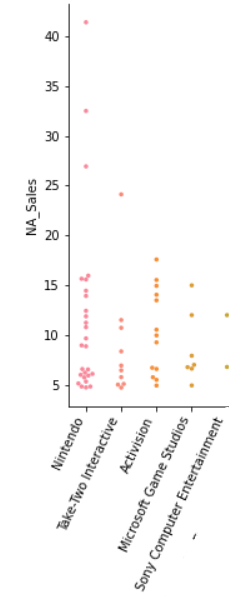 40
35
30
25
20
15
10
5
NA_Sales
Nintendo
Take-Two Interactive
Activision
Microsoft Game Studios
Sony Computer Entertainment